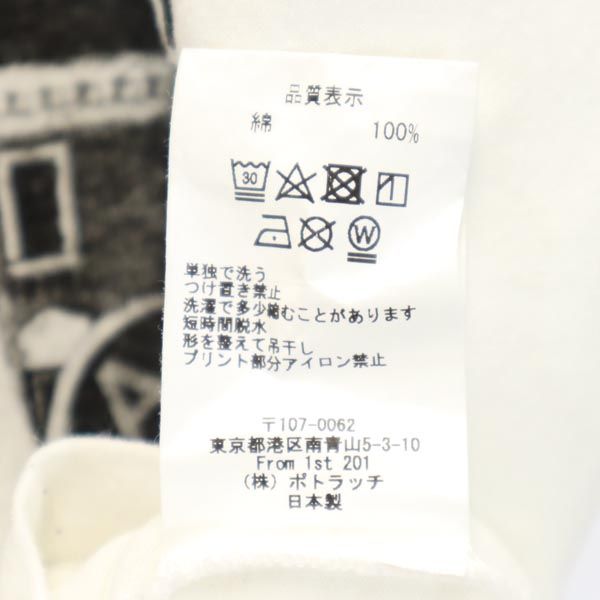 品質表示
綿 100%
30
W
単独で洗う
つけ置き禁止
洗濯で多少縮むことがあります
短時間脱水
形を整えて吊干し
プリント部分アイロン禁止
〒107-0062
東京都港区南青山5-3-10
From 1st 201
(株)ポトラッチ
日本製